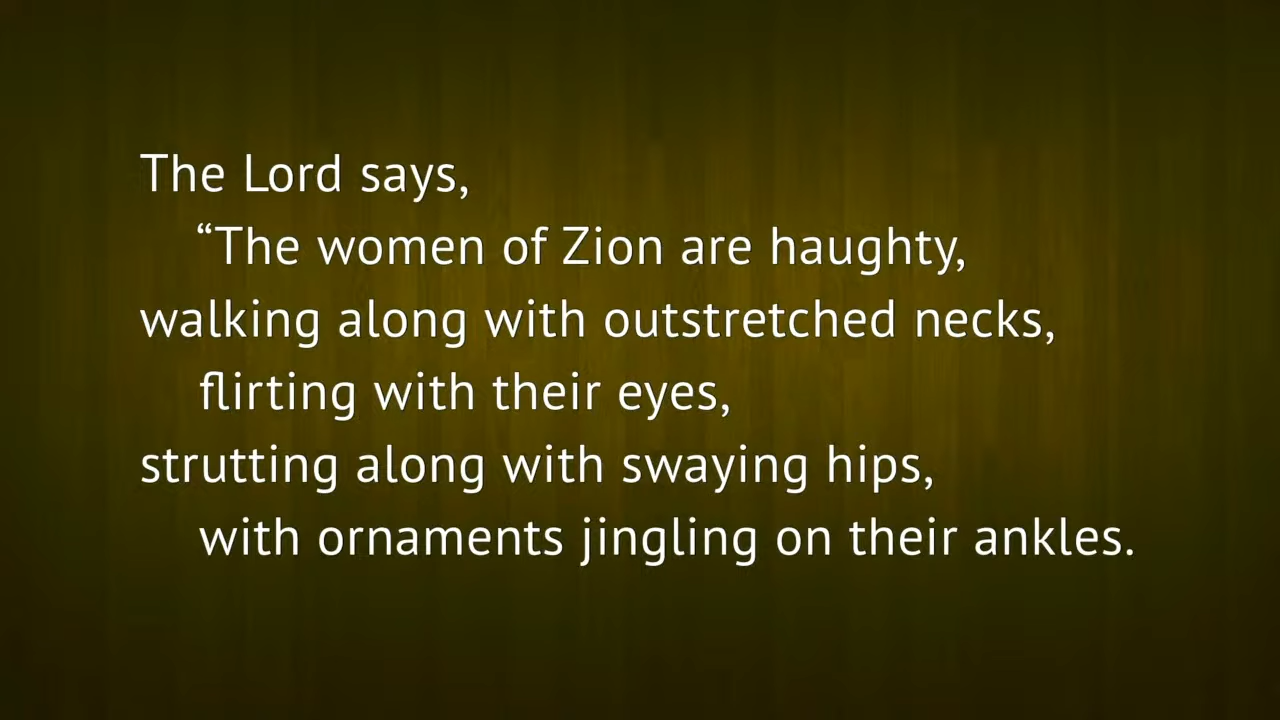 The Lord says,
“The women of Zion are haughty,
walking along with outstretched necks,
flirting with their eyes,
strutting along with swaying hips,
with ornaments jingling on their ankles.